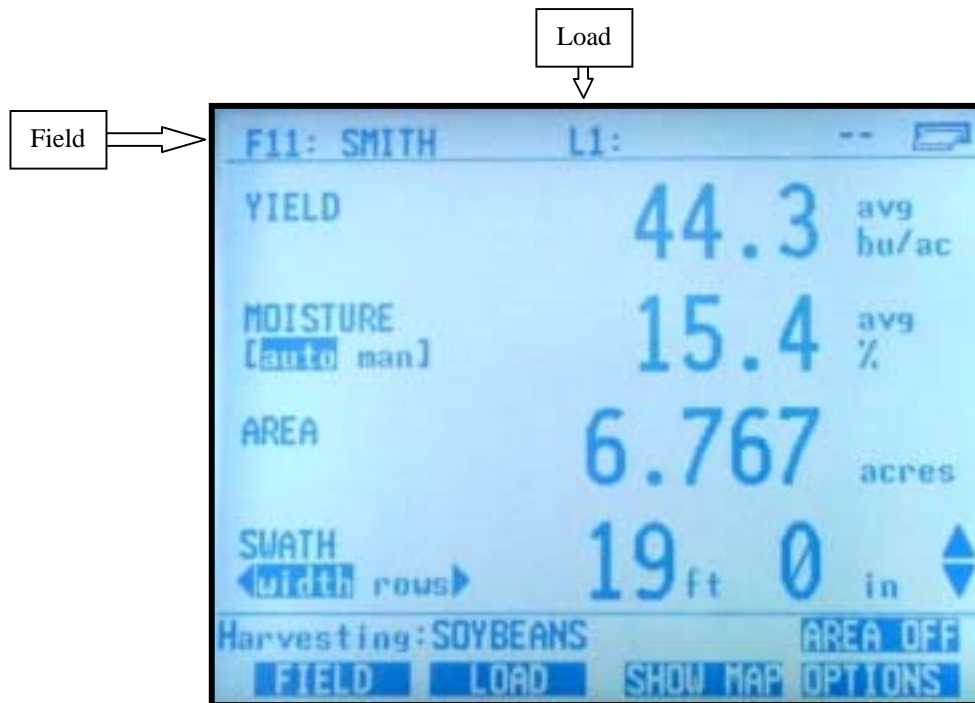 Load
Field
F11: SMITH L1: --
YIELD 44.3 avg bu/ac
MOISTURE 15.4 avg %
[auto man]
AREA 6.767 acres
SWATH 19 ft 0 in
width rows
Harvesting:SOYBEANS AREA OFF
FIELD LOAD SHOW MAP OPTIONS